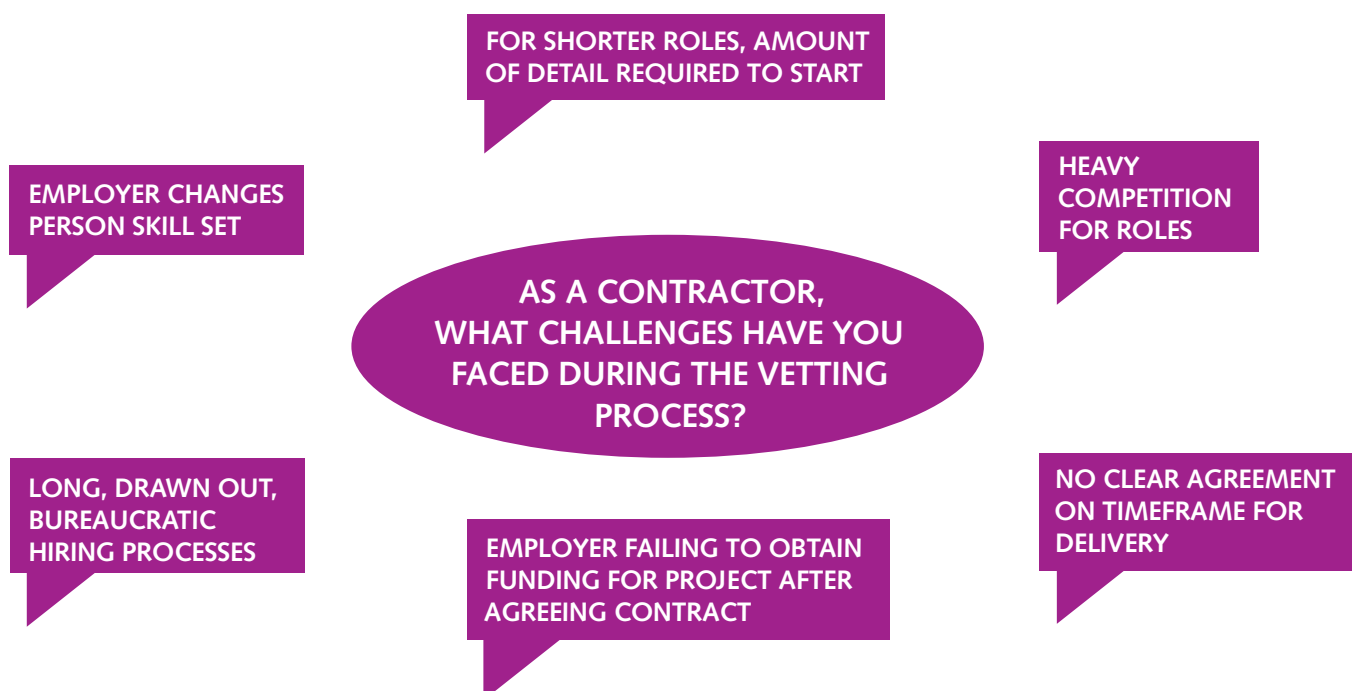 FOR SHORTER ROLES, AMOUNT
OF DETAIL REQUIRED TO START
EMPLOYER CHANGES
PERSON SKILL SET
HEAVY
COMPETITION
FOR ROLES
AS A CONTRACTOR,
WHAT CHALLENGES HAVE YOU
FACED DURING THE VETTING
PROCESS?
LONG, DRAWN OUT,
BUREAUCRATIC
HIRING PROCESSES
EMPLOYER FAILING TO OBTAIN
FUNDING FOR PROJECT AFTER
AGREEING CONTRACT
NO CLEAR AGREEMENT
ON TIMEFRAME FOR
DELIVERY